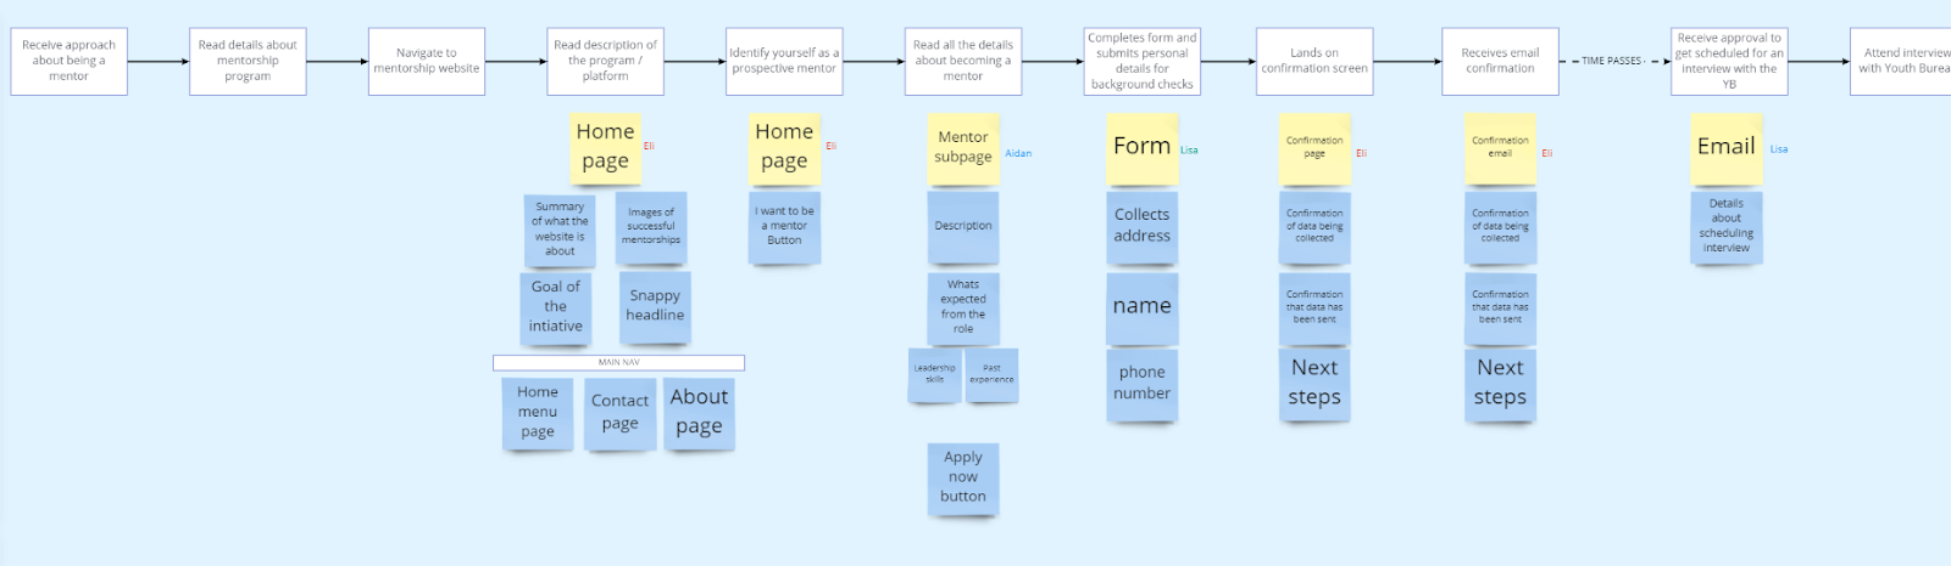 Receive approach
about being a
mentor
Read details about
mentorship
program
Navigate to
mentorship website
Read description of
the program /
platform
Identify yourself as a
prospective mentor
Read all the details
about becoming a
mentor
Completes form and
submits personal
details for
background checks
Lands on
confirmation screen
Receives email
confirmation
TIME PASSES
Receive approval to
get scheduled for an
interview with the
YB
Attend interview
with Youth Burea
Home
page
Eli
Home
page
Eli
Mentor
subpage
Aidan
Form
Lisa
Confirmation
page
Eli
Confirmation
email
Eli
Email
Lisa
Summary
of what the
website is
about
Images of
successful
mentorships
Goal of
the
intiative
Snappy
headline
MAIN NAV
Home
menu
page
Contact
page
About
page
I want to be
a mentor
Button
Description
Whats
expected
from the
role
Leadership
skills
Past
experience
Apply
now
button
Collects
address
name
phone
number
Confirmation
of data being
collected
Confirmation
that data has
been sent
Next
steps
Confirmation
of data being
collected
Confirmation
that data has
been sent
Next
steps
Details
about
scheduling
interview